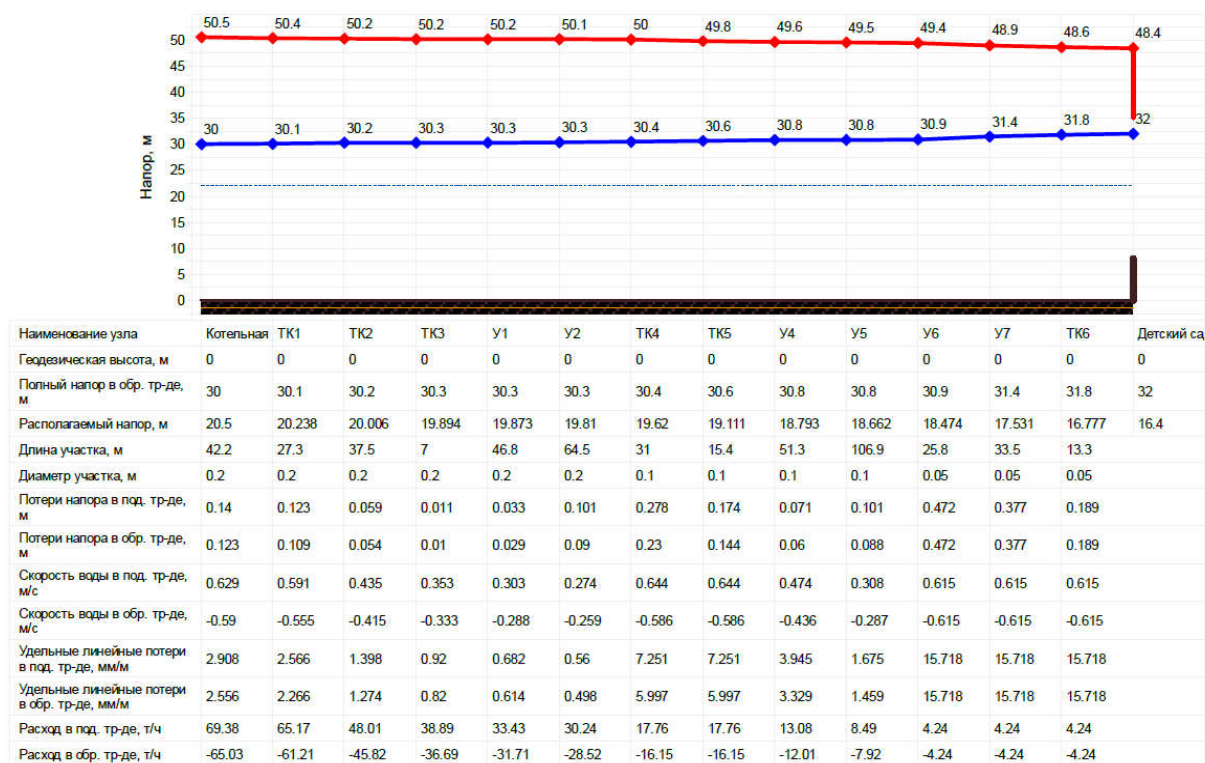 50.5 50.4 50.2 50.2 50.2 50.1 50 49.8 49.6 49.5 49.4 48.9 48.6 48.4
50
45
40
35
30 30.1 30.2 30.3 30.3 30.3 30.4 30.6 30.8 30.8 30.9 31.4 31.8 32
30
25
20
15
10
5
0
Напор, м
Наименование узла Котельная ТК1 ТК2 ТК3 У1 У2 ТК4 ТК5 У4 У5 У6 У7 ТК6 Детский са
Геодезическая высота, м 0 0 0 0 0 0 0 0 0 0 0 0 0 0
Полный напор в обр. тр-де,
м 30 30.1 30.2 30.3 30.3 30.3 30.4 30.6 30.8 30.8 30.9 31.4 31.8 32
Располагаемый напор, м 20.5 20.238 20.006 19.894 19.873 19.81 19.62 19.111 18.793 18.662 18.474 17.531 16.777 16.4
Длина участка, м 42.2 27.3 37.5 7 46.8 64.5 31 15.4 51.3 106.9 25.8 33.5 13.3
Диаметр участка, м 0.2 0.2 0.2 0.2 0.2 0.2 0.1 0.1 0.1 0.1 0.05 0.05 0.05
Потери напора в под. тр-де,
м 0.14 0.123 0.059 0.011 0.033 0.101 0.278 0.174 0.071 0.101 0.472 0.377 0.189
Потери напора в обр. тр-де,
м 0.123 0.109 0.054 0.01 0.029 0.09 0.23 0.144 0.06 0.088 0.472 0.377 0.189
Скорость воды в под. тр-де,
м/с 0.629 0.591 0.435 0.353 0.303 0.274 0.644 0.644 0.474 0.308 0.615 0.615 0.615
Скорость воды в обр. тр-де,
м/с -0.59 -0.555 -0.415 -0.333 -0.288 -0.259 -0.586 -0.586 -0.436 -0.287 -0.615 -0.615 -0.615
Удельные линейные потери
в под. тр-де, мм/м 2.908 2.566 1.398 0.92 0.682 0.56 7.251 7.251 3.945 1.675 15.718 15.718 15.718
Удельные линейные потери
в обр. тр-де, мм/м 2.556 2.266 1.274 0.82 0.614 0.498 5.997 5.997 3.329 1.459 15.718 15.718 15.718
Расход в под. тр-де, т/ч 69.38 65.17 48.01 38.89 33.43 30.24 17.76 17.76 13.08 8.49 4.24 4.24 4.24
Расход в обр. тр-де, т/ч -65.03 -61.21 -45.82 -36.69 -31.71 -28.52 -16.15 -16.15 -12.01 -7.92 -4.24 -4.24 -4.24